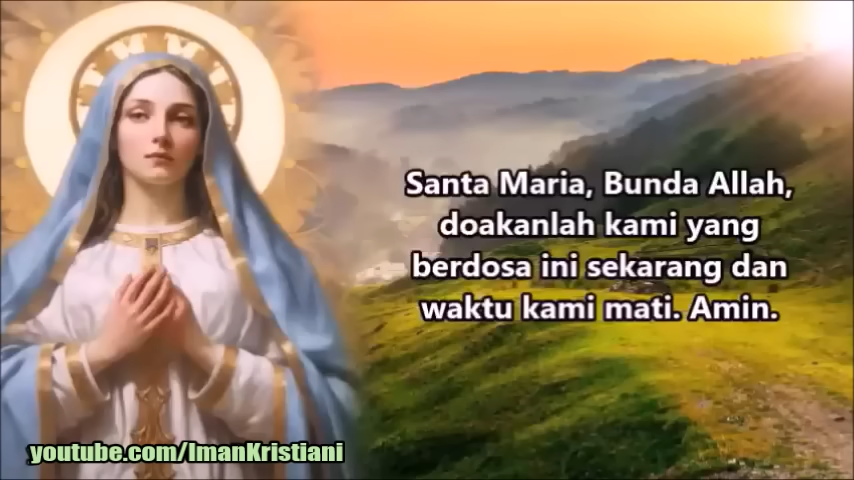 Santa Maria, Bunda Allah,
doakanlah kami yang
berdosa ini sekarang dan
waktu kami mati. Amin.
youtube.com/ImanKristiani